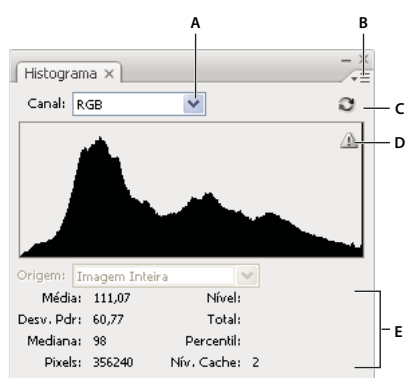 A
B
Histograma ×
Canal: RGB
C
D
Origem: Imagem Inteira
Média: 111,07 Nível:
Desv. Pdr: 60,77 Total:
E
Mediana: 98 Percentil:
Pixels: 356240 Nív. Cache: 2